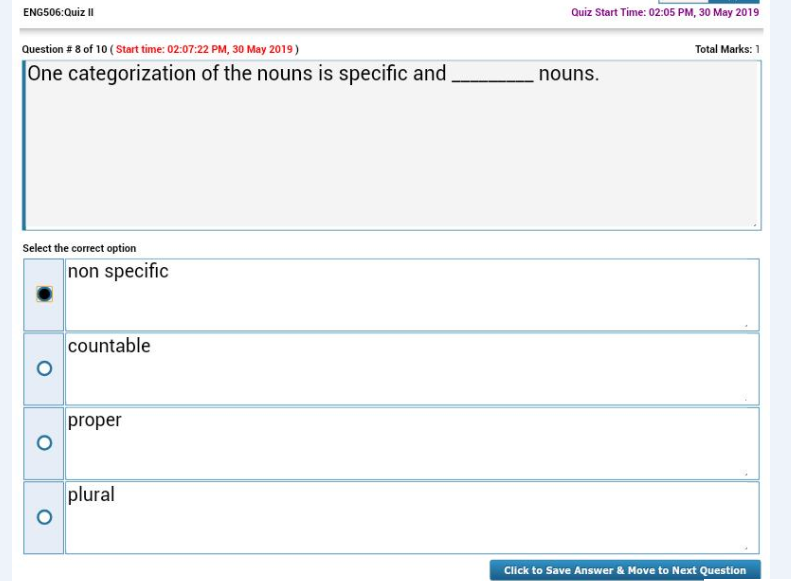 ENG506:Quiz II
Quiz Start Time: 02:05 PM, 30 May 2019
Question # 8 of 10 ( Start time: 02:07:22 PM, 30 May 2019 )
Total Marks: 1
One categorization of the nouns is specific and _________ nouns.
Select the correct option
non specific
countable
proper
plural
Click to Save Answer & Move to Next Question